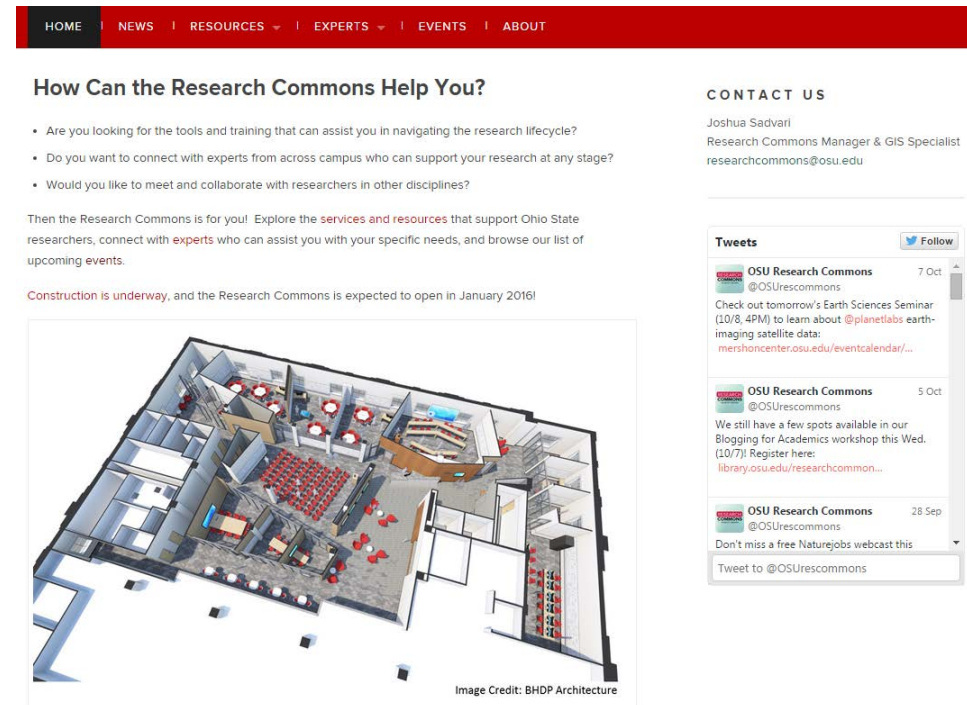 HOME | NEWS | RESOURCES | EXPERTS | EVENTS | ABOUT
How Can the Research Commons Help You?
• Are you looking for the tools and training that can assist you in navigating the research lifecycle?
• Do you want to connect with experts from across campus who can support your research at any stage?
• Would you like to meet and collaborate with researchers in other disciplines?
Then the Research Commons is for you! Explore the services and resources that support Ohio State
researchers, connect with experts who can assist you with your specific needs, and browse our list of
upcoming events.
Construction is underway, and the Research Commons is expected to open in January 2016!
Image Credit: BHDP Architecture
CONTACT US
Joshua Sadvari
Research Commons Manager & GIS Specialist
researchcommons@osu.edu
Tweets
Follow
RESEARCH
COMMONS
OSU Research Commons 7 Oct
@OSUrescommons
Check out tomorrow's Earth Sciences Seminar
(10/8, 4PM) to learn about @planetlabs earth-
imaging satellite data:
mershoncenter.osu.edu/eventcalendar/...
RESEARCH
COMMONS
OSU Research Commons 5 Oct
@OSUrescommons
We still have a few spots available in our
Blogging for Academics workshop this Wed.
(10/7)! Register here:
library.osu.edu/researchcommon...
RESEARCH
COMMONS
OSU Research Commons 28 Sep
@OSUrescommons
Don't miss a free Naturejobs webcast this
Tweet to @OSUrescommons